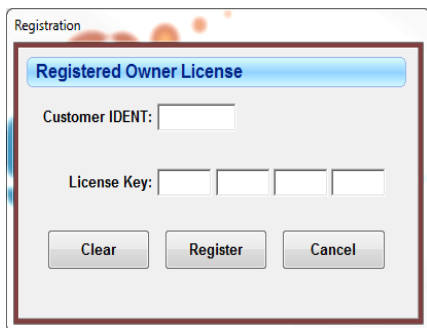 Registration
Registered Owner License
Customer IDENT:
License Key:
Clear Register Cancel